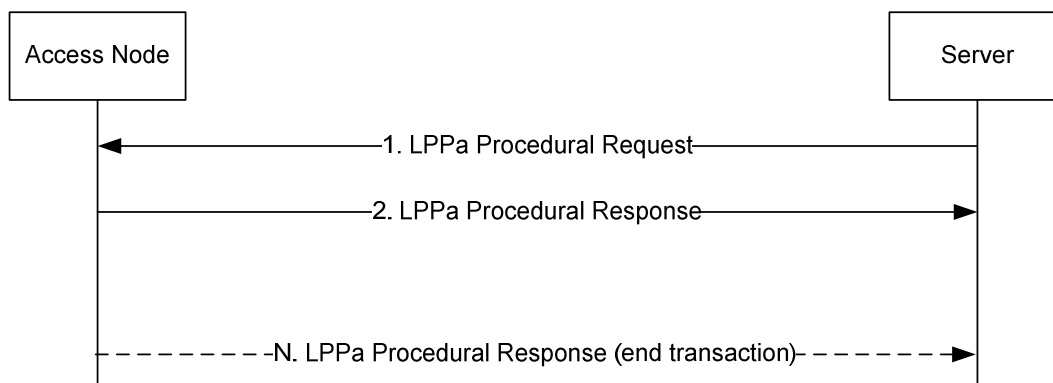 Access Node
Server
1. LPPa Procedural Request
2. LPPa Procedural Response
N. LPPa Procedural Response (end transaction)